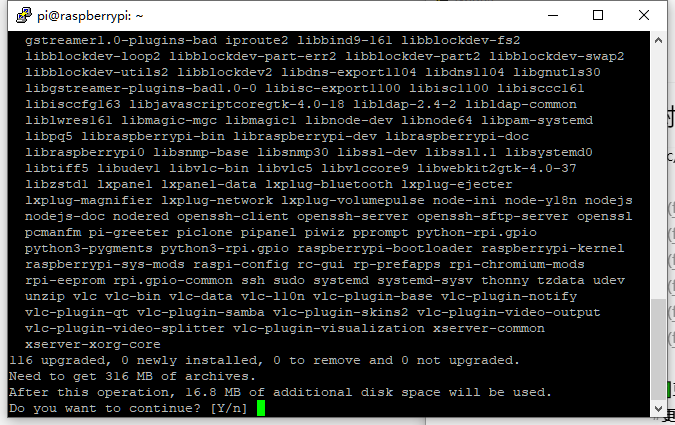 pi@raspberrypi: ~
gstreamer1.0-plugins-bad iproute2 libbind9-161 libblockdev-fs2
libblockdev-loop2 libblockdev-part-err2 libblockdev-part2 libblockdev-swap2
libblockdev-utils2 libblockdev2 libdns-export1104 libdns1104 libgnutls30
libgstreamer-plugins-bad1.0-0 libisc-export1100 libisc1100 libisccc161
libisccfg163 libjavascriptcoregtk-4.0-18 libldap-2.4-2 libldap-common
liblwres161 libmagic-mgc libmagic1 libnode-dev libnode64 libpam-systemd
libpq5 libraspberrypi-bin libraspberrypi-dev libraspberrypi-doc
libraspberrypi0 libsnmp-base libsnmp30 libssl-dev libssl1.1 libsystemd0
libtiff5 libudev1 libvlc-bin libvlc5 libvlccore9 libwebkit2gtk-4.0-37
libzstd1 lxpanel lxpanel-data lxplug-bluetooth lxplug-ejecter
lxplug-magnifier lxplug-network lxplug-volumepulse node-ini node-y18n nodejs
nodejs-doc nodered openssh-client openssh-server openssh-sftp-server openssl
pcmanfm pi-greeter piclone pipanel piwiz pprompt python-rpi.gpio
python3-pygments python3-rpi.gpio raspberrypi-bootloader raspberrypi-kernel
raspberrypi-sys-mods raspi-config rc-gui rp-prefapps rpi-chromium-mods
rpi-eeprom rpi.gpio-common ssh sudo systemd systemd-sysv thonny tzdata udev
unzip vlc vlc-bin vlc-data vlc-l10n vlc-plugin-base vlc-plugin-notify
vlc-plugin-qt vlc-plugin-samba vlc-plugin-skins2 vlc-plugin-video-output
vlc-plugin-video-splitter vlc-plugin-visualization xserver-common
xserver-xorg-core
116 upgraded, 0 newly installed, 0 to remove and 0 not upgraded.
Need to get 316 MB of archives.
After this operation, 16.8 MB of additional disk space will be used.
Do you want to continue? [Y/n]